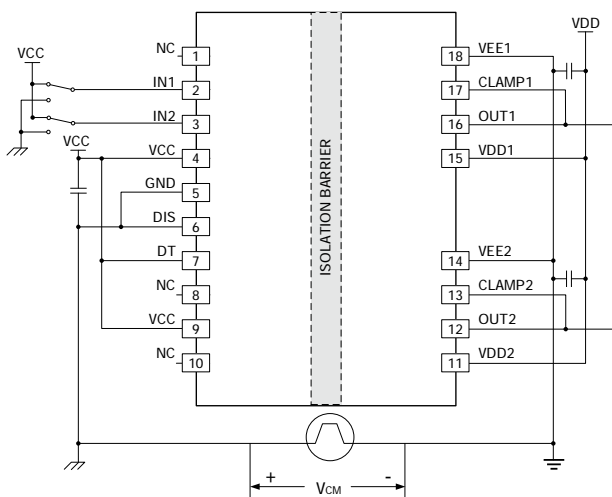 VCC
NC 1
IN1 2
IN2 3
VCC
VCC 4
GND 5
DIS 6
DT 7
NC 8
VCC 9
NC 10
ISOLATION BARRIER
VDD
18 VEE1
17 CLAMP1
16 OUT1
15 VDD1
14 VEE2
13 CLAMP2
12 OUT2
11 VDD2
+ VCM -